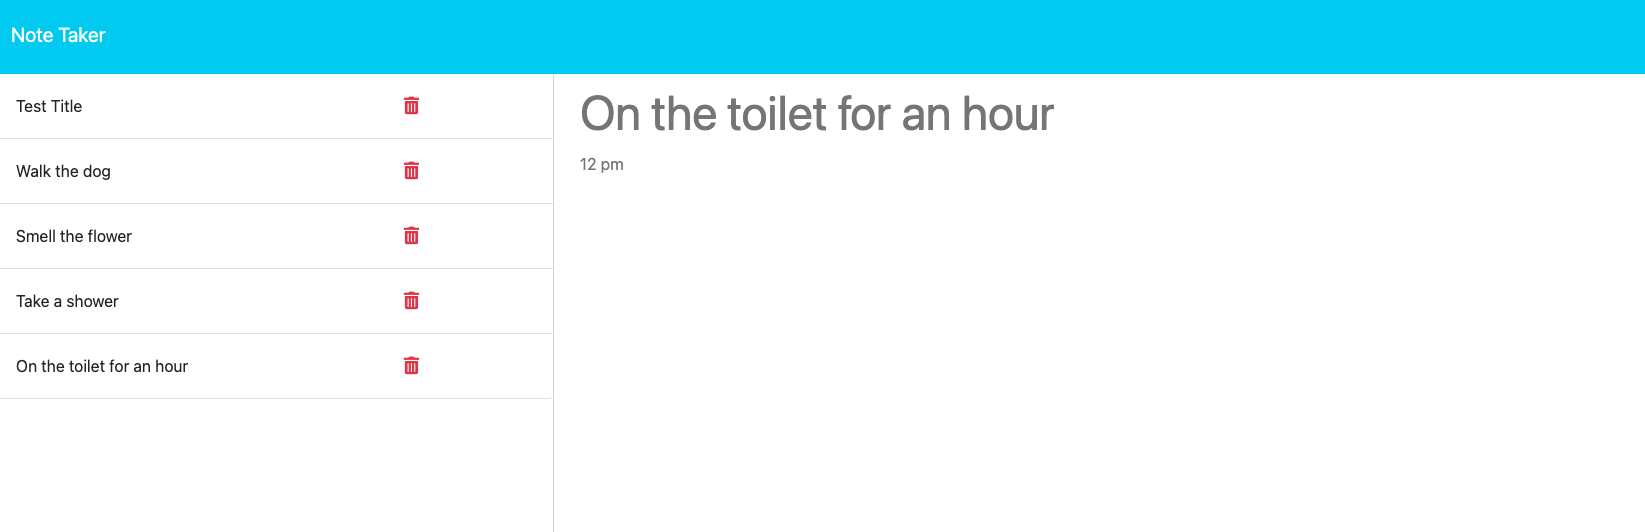 Note Taker
Test Title
Walk the dog
Smell the flower
Take a shower
On the toilet for an hour
On the toilet for an hour
12 pm